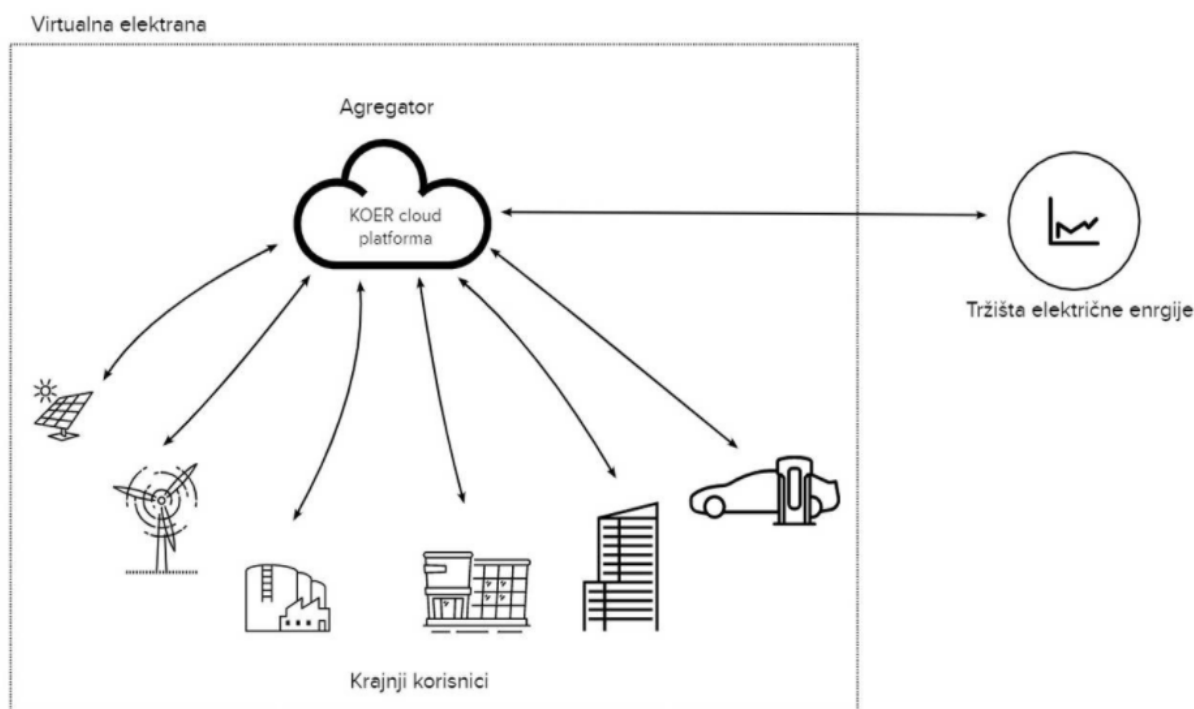 Virtualna elektrana
Agregator
KOER cloud
platforma
Tržišta električne enrgije
Krajnji korisnici